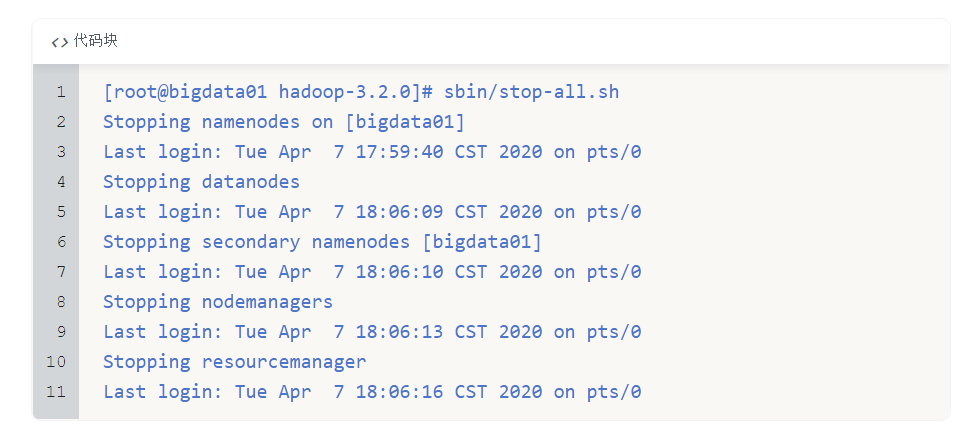 <> 代码块
1 [root@bigdata01 hadoop-3.2.0]# sbin/stop-all.sh
2 Stopping namenodes on [bigdata01]
3 Last login: Tue Apr  7 17:59:40 CST 2020 on pts/0
4 Stopping datanodes
5 Last login: Tue Apr  7 18:06:09 CST 2020 on pts/0
6 Stopping secondary namenodes [bigdata01]
7 Last login: Tue Apr  7 18:06:10 CST 2020 on pts/0
8 Stopping nodemanagers
9 Last login: Tue Apr  7 18:06:13 CST 2020 on pts/0
10 Stopping resourcemanager
11 Last login: Tue Apr  7 18:06:16 CST 2020 on pts/0